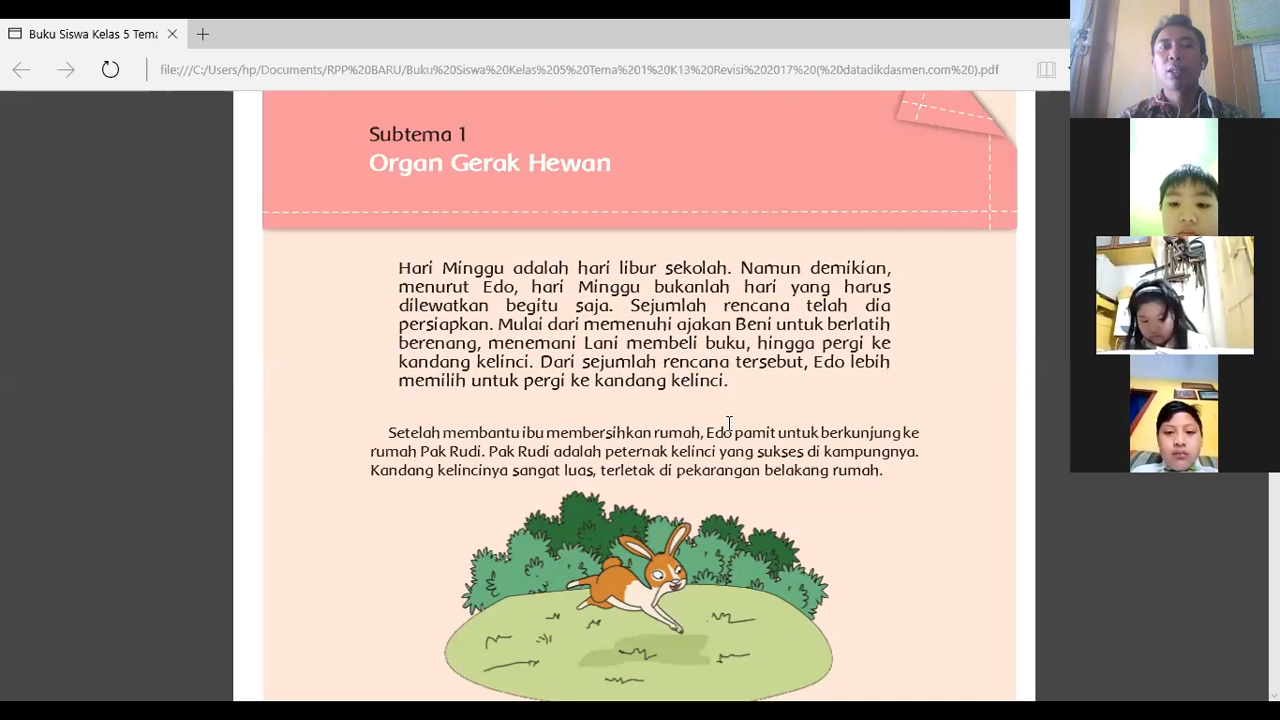 Buku Siswa Kelas 5 Tema
file:///C:/Users/hp/Documents/RPP%20BARU/Buku%20Siswa%20Kelas%205%20Tema%201%20K13%20Revisi%202017%20(%20datadikdasmen.com%20).pdf
Subtema 1
Organ Gerak Hewan
Hari Minggu adalah hari libur sekolah. Namun demikian,
menurut Edo, hari Minggu bukanlah hari yang harus
dilewatkan begitu saja. Sejumlah rencana telah dia
persiapkan. Mulai dari memenuhi ajakan Beni untuk berlatih
berenang, menemani Lani membeli buku, hingga pergi ke
kandang kelinci. Dari sejumlah rencana tersebut, Edo lebih
memilih untuk pergi ke kandang kelinci.
Setelah membantu ibu membersihkan rumah, Edo pamit untuk berkunjung ke
rumah Pak Rudi. Pak Rudi adalah peternak kelinci yang sukses di kampungnya.
Kandang kelincinya sangat luas, terletak di pekarangan belakang rumah.